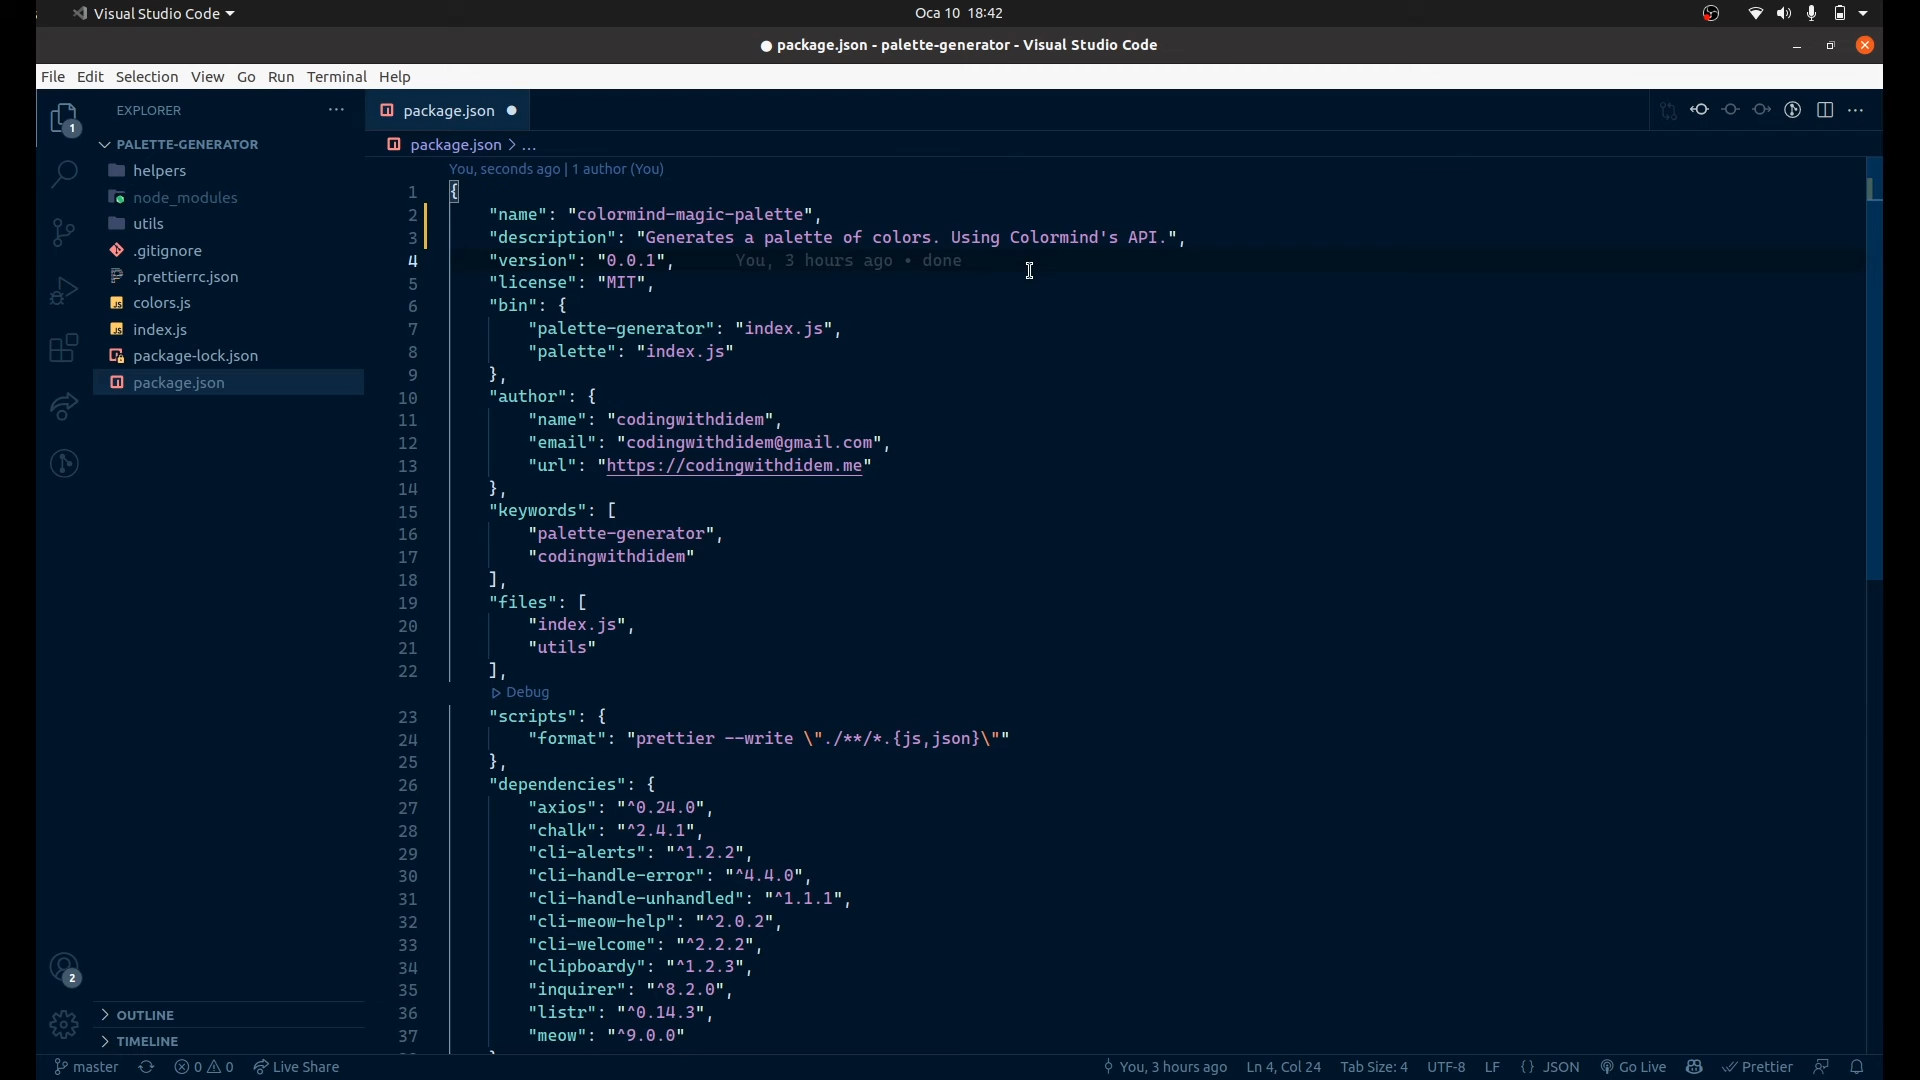 Visual Studio Code
Oca 10 18:42
package.json - palette-generator - Visual Studio Code
File Edit Selection View Go Run Terminal Help
EXPLORER
1
PALETTE-GENERATOR
helpers
node_modules
utils
.gitignore
.prettierrc.json
colors.js
index.js
package-lock.json
package.json
2
OUTLINE
TIMELINE
package.json
package.json > ...
You, seconds ago | 1 author (You)
1 {
2 "name": "colormind-magic-palette",
3 "description": "Generates a palette of colors. Using Colormind's API.",
4 "version": "0.0.1", You, 3 hours ago • done
5 "license": "MIT",
6 "bin": {
7 "palette-generator": "index.js",
8 "palette": "index.js"
9 },
10 "author": {
11 "name": "codingwithdidem",
12 "email": "codingwithdidem@gmail.com",
13 "url": "https://codingwithdidem.me"
14 },
15 "keywords": [
16 "palette-generator",
17 "codingwithdidem"
18 ],
19 "files": [
20 "index.js",
21 "utils"
22 ],
Debug
23 "scripts": {
24 "format": "prettier --write \"./**/*.{js,json}\""
25 },
26 "dependencies": {
27 "axios": "^0.24.0",
28 "chalk": "^2.4.1",
29 "cli-alerts": "^1.2.2",
30 "cli-handle-error": "^4.4.0",
31 "cli-handle-unhandled": "^1.1.1",
32 "cli-meow-help": "^2.0.2",
33 "cli-welcome": "^2.2.2",
34 "clipboardy": "^1.2.3",
35 "inquirer": "^8.2.0",
36 "listr": "^0.14.3",
37 "meow": "^9.0.0"
master 0 0 Live Share You, 3 hours ago Ln 4, Col 24 Tab Size: 4 UTF-8 LF {} JSON Go Live Prettier